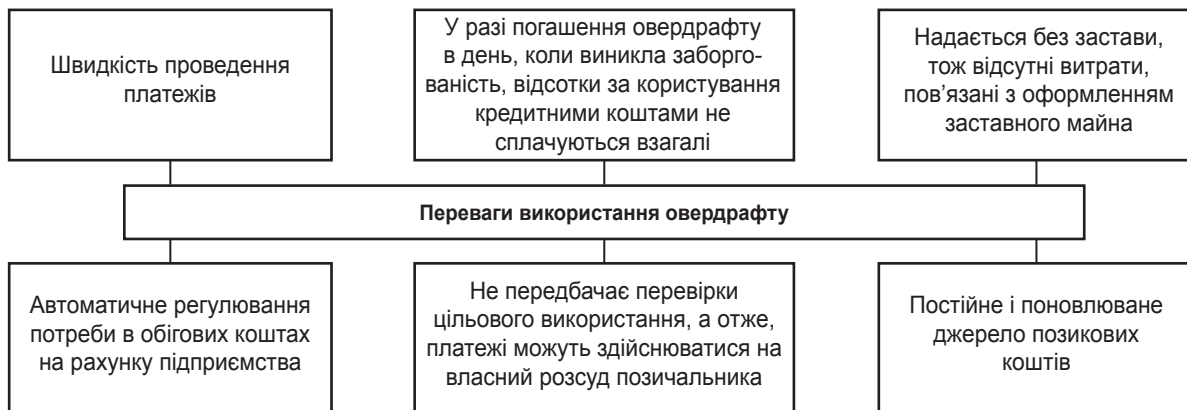 Швидкість проведення
платежів
У разі погашення овердрафту
в день, коли виникла заборго-
ваність, відсотки за користування
кредитними коштами не
сплачуються взагалі
Надається без застави,
тож відсутні витрати,
пов’язані з оформленням
заставного майна
Переваги використання овердрафту
Автоматичне регулювання
потреби в обігових коштах
на рахунку підприємства
Не передбачає перевірки
цільового використання, а отже,
платежі можуть здійснюватися на
власний розсуд позичальника
Постійне і поновлюване
джерело позикових
коштів